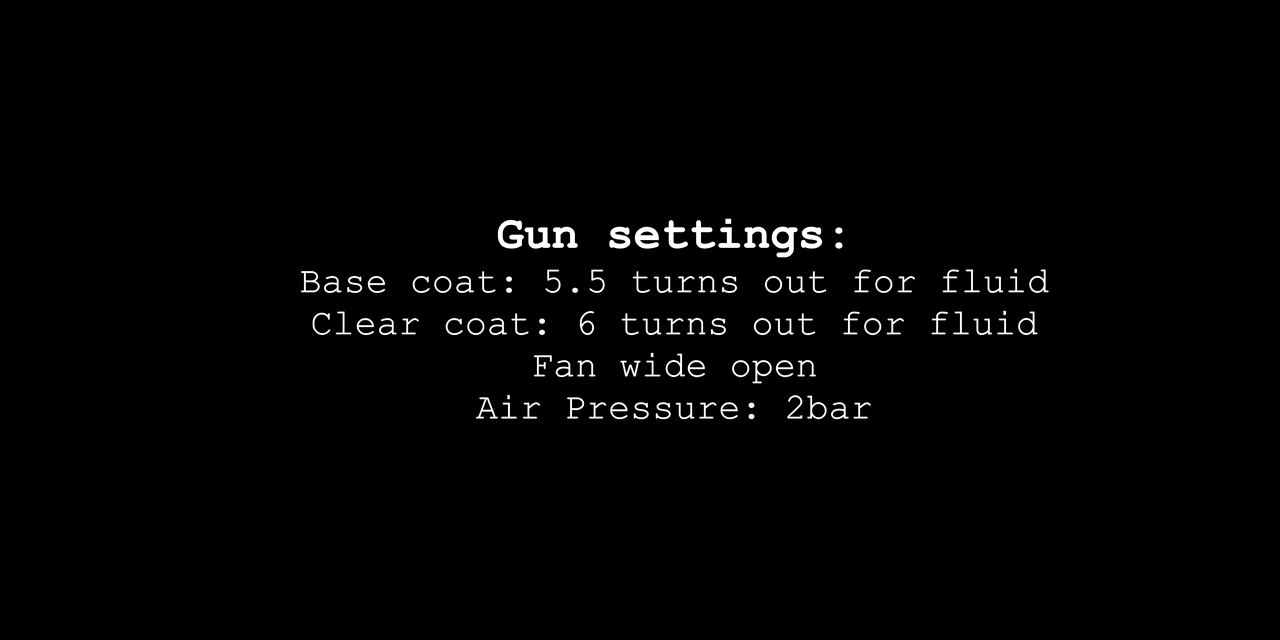 Gun settings:
Base coat: 5.5 turns out for fluid
Clear coat: 6 turns out for fluid
Fan wide open
Air Pressure: 2bar